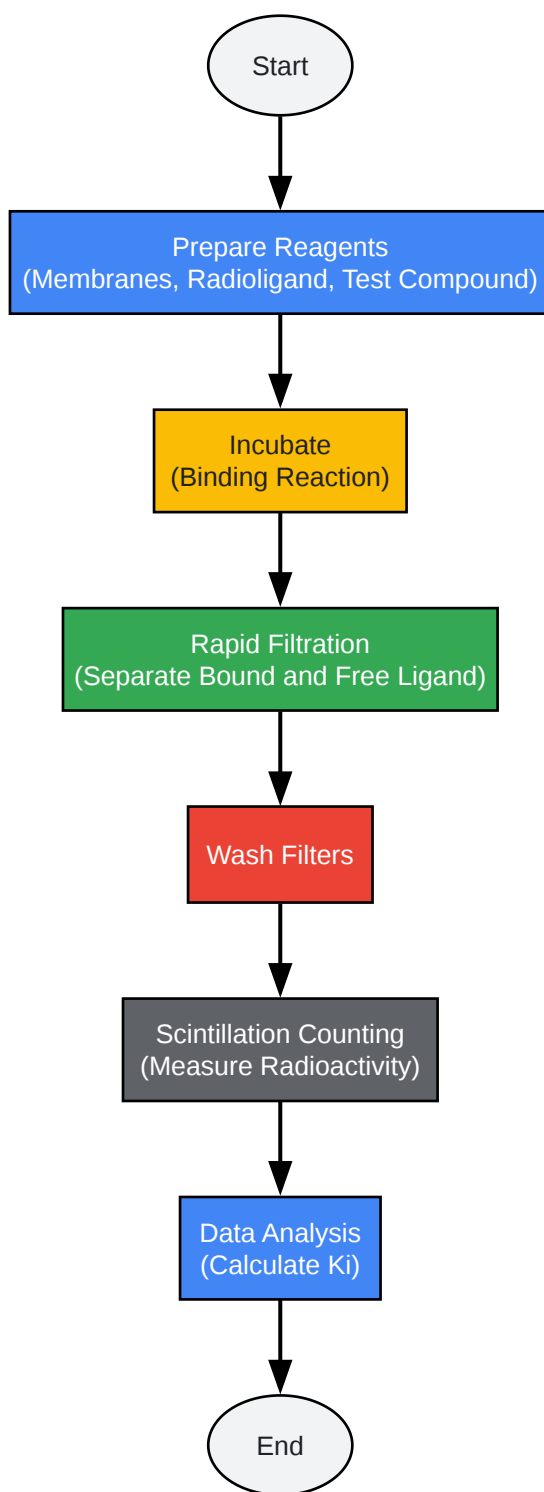 Start
Prepare Reagents
(Membranes, Radioligand, Test Compound)
Incubate
(Binding Reaction)
Rapid Filtration
(Separate Bound and Free Ligand)
Wash Filters
Scintillation Counting
(Measure Radioactivity)
Data Analysis
(Calculate Ki)
End